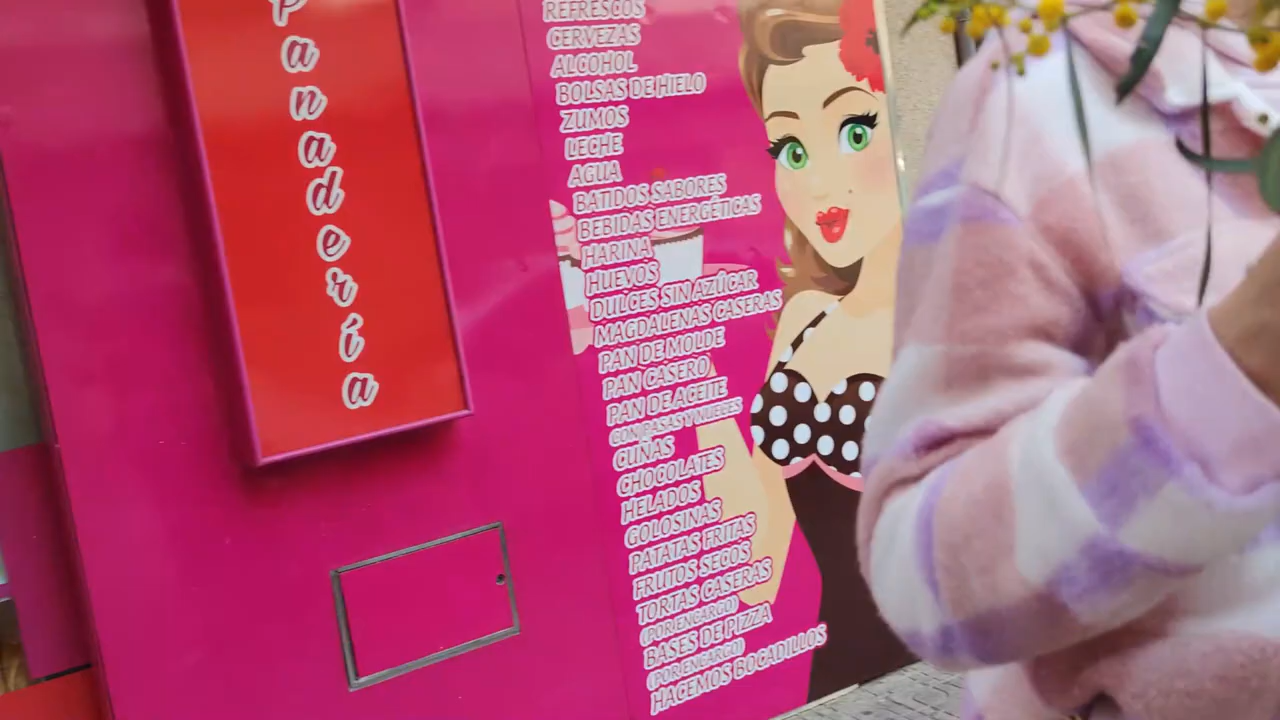 Panadería
REFRESCOS
CERVEZAS
ALCOHOL
BOLSAS DE HIELO
ZUMOS
LECHE
AGUA
BATIDOS SABORES
BEBIDAS ENERGÉTICAS
HARINA
HUEVOS
DULCES SIN AZÚCAR
MAGDALENAS CASERAS
PAN DE MOLDE
PAN CASERO
PAN DE ACEITE
CON PASAS Y NUECES
CUÑAS
CHOCOLATES
HELADOS
GOLOSINAS
PATATAS FRITAS
FRUTOS SECOS
TORTAS CASERAS
(POR ENCARGO)
BASES DE PIZZA
(POR ENCARGO)
HACEMOS BOCADILLOS